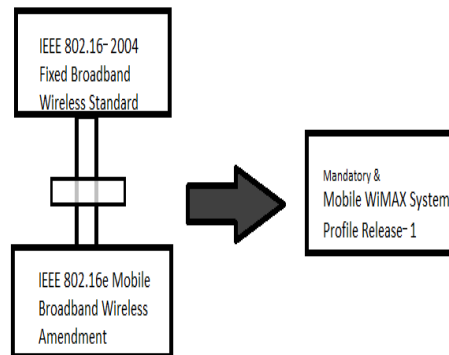 IEEE 802.16-2004
Fixed Broadband
Wireless Standard
IEEE 802.16e Mobile
Broadband Wireless
Amendment
Mandatory &
Mobile WiMAX System
Profile Release-1